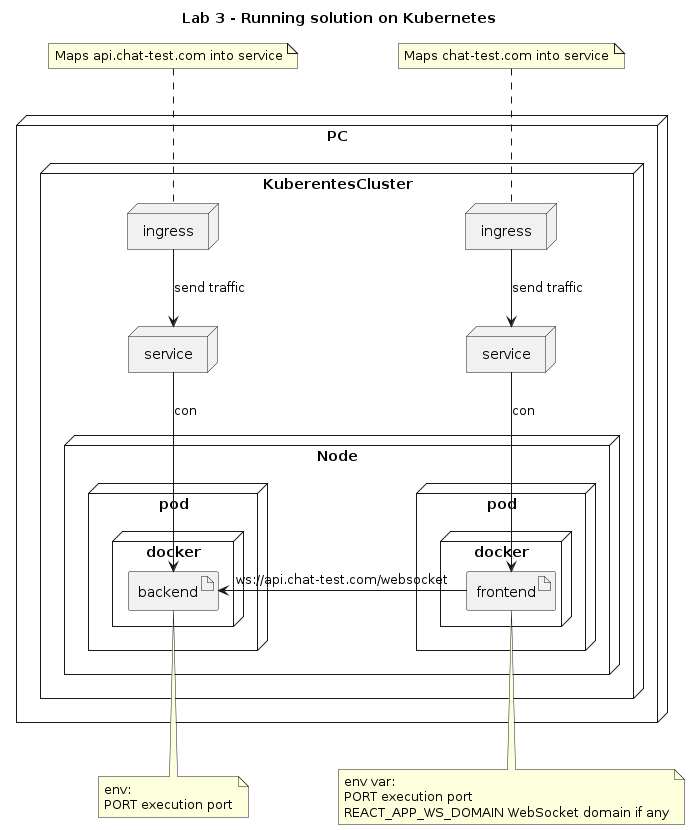 Lab 3 - Running solution on Kubernetes
Maps api.chat-test.com into service
Maps chat-test.com into service
PC
KuberentesCluster
ingress
ingress
send traffic
send traffic
service
service
con
con
Node
pod
pod
docker
docker
ws://api.chat-test.com/websocket
backend
frontend
env:
PORT execution port
env var:
PORT execution port
REACT_APP_WS_DOMAIN WebSocket domain if any